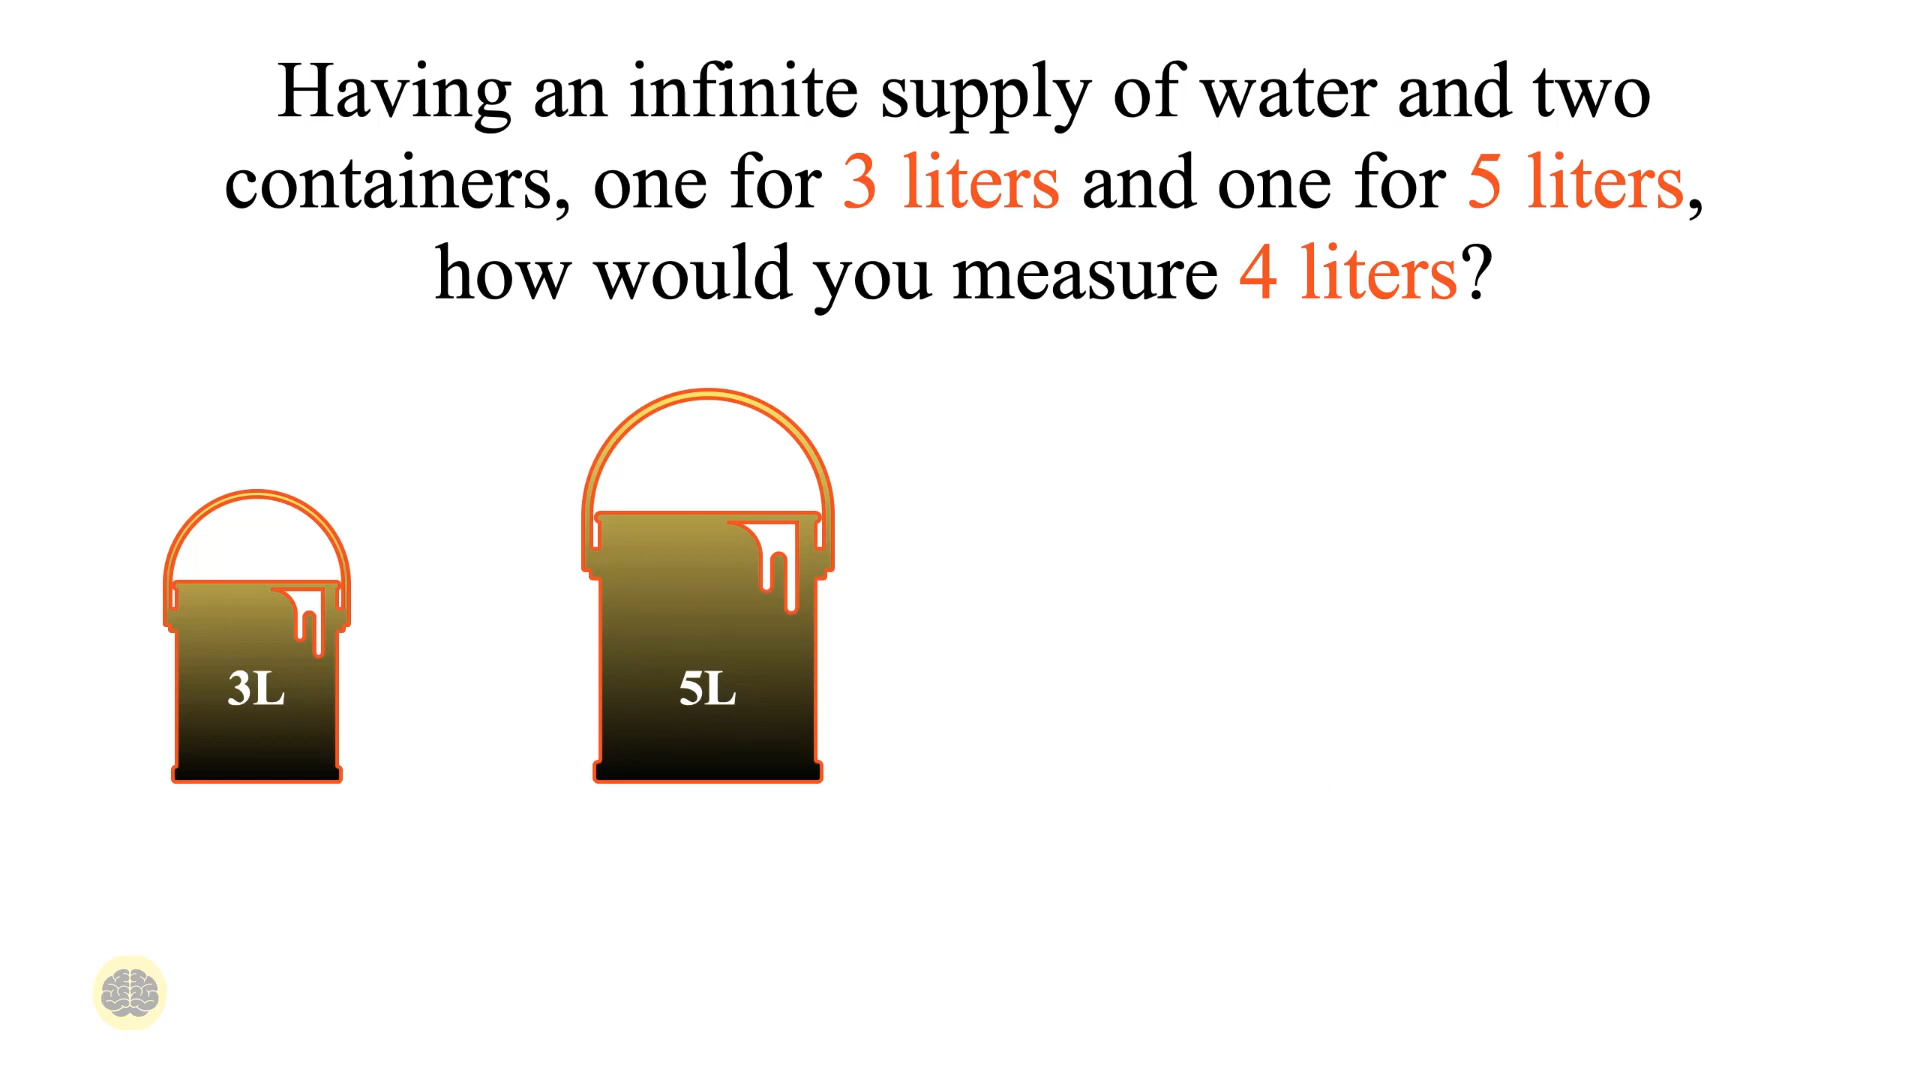 Having an infinite supply of water and two
containers, one for 3 liters and one for 5 liters,
how would you measure 4 liters?
3L
5L